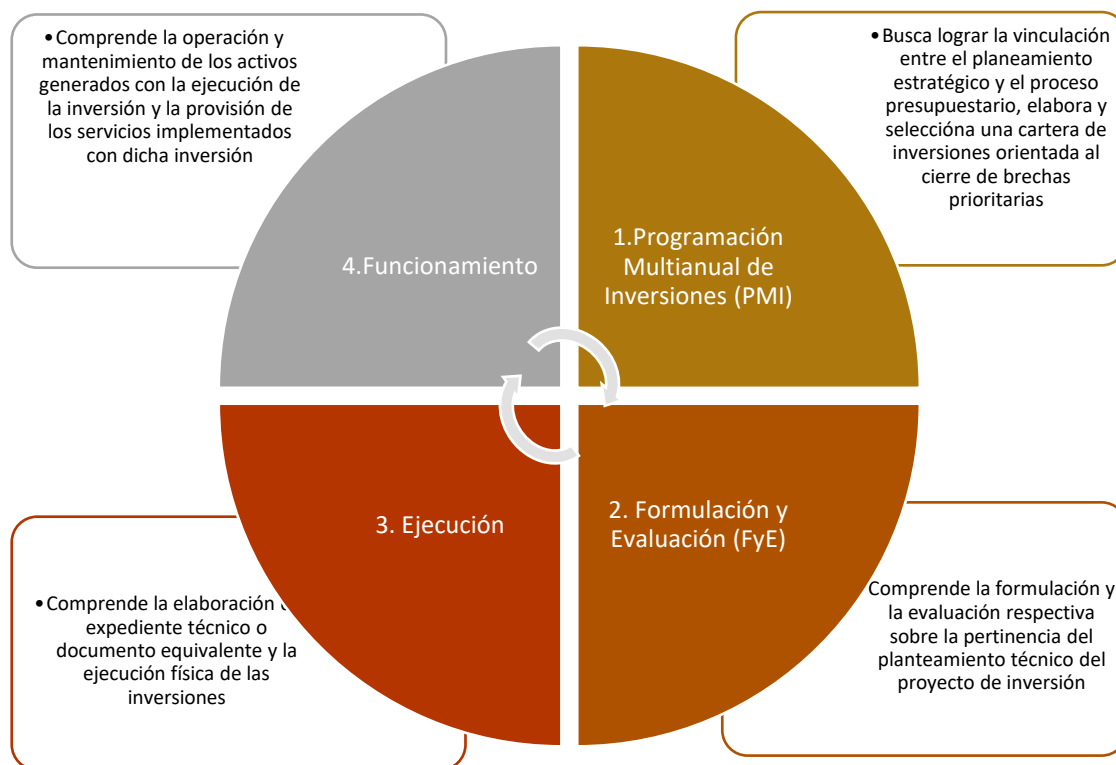 •Comprende la operación y
mantenimiento de los activos
generados con la ejecución de
la inversión y la provisión de
los servicios implementados
con dicha inversión
•Busca lograr la vinculación
entre el planeamiento
estratégico y el proceso
presupuestario, elabora y
seleccióna una cartera de
inversiones orientada al
cierre de brechas
prioritarias
4.Funcionamiento
1.Programación
Multianual de
Inversiones (PMI)
3. Ejecución
2. Formulación y
Evaluación (FyE)
•Comprende la elaboración
expediente técnico o
documento equivalente y la
ejecución física de las
inversiones
Comprende la formulación y
la evaluación respectiva
sobre la pertinencia del
planteamiento técnico del
proyecto de inversión